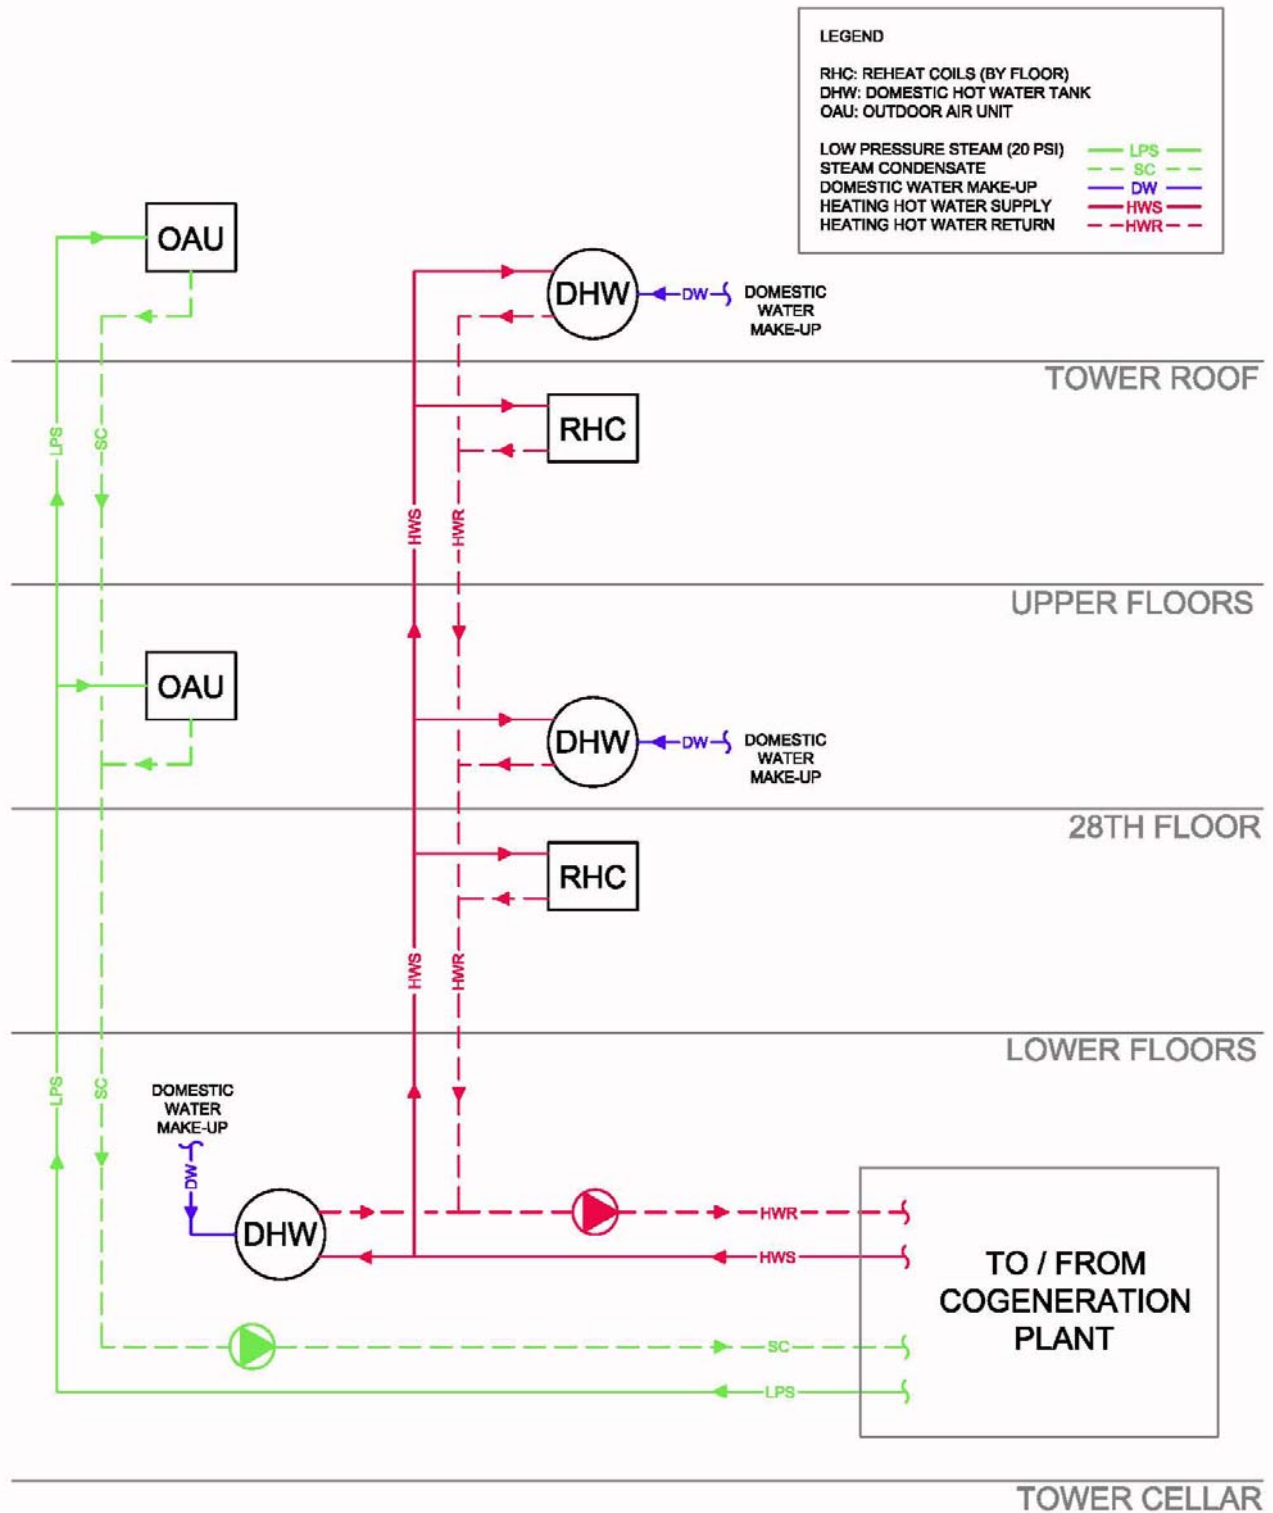 LEGEND
RHC: REHEAT COILS (BY FLOOR)
DHW: DOMESTIC HOT WATER TANK
OAU: OUTDOOR AIR UNIT
LOW PRESSURE STEAM (20 PSI) LPS
STEAM CONDENSATE SC
DOMESTIC WATER MAKE-UP DW
HEATING HOT WATER SUPPLY HWS
HEATING HOT WATER RETURN HWR
OAU
DHW
DW
DOMESTIC
WATER
MAKE-UP
TOWER ROOF
LPS
SC
RHC
HWS
HWR
UPPER FLOORS
OAU
DHW
DW
DOMESTIC
WATER
MAKE-UP
28TH FLOOR
RHC
HWS
HWR
LOWER FLOORS
LPS
SC
DOMESTIC
WATER
MAKE-UP
DW
DHW
HWR
HWS
SC
LPS
TO / FROM
COGENERATION
PLANT
TOWER CELLAR